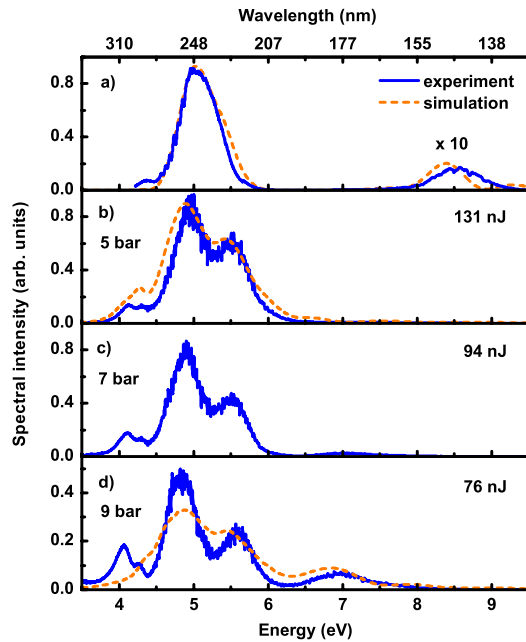 Wavelength (nm)
310 248 207 177 155 138
a)
experiment
simulation
x 10
0.8
0.4
0.0
b)
131 nJ
5 bar
0.8
0.4
0.0
c)
94 nJ
7 bar
0.8
0.4
0.0
d)
76 nJ
9 bar
0.4
0.2
0.0
Spectral intensity (arb. units)
4 5 6 7 8 9
Energy (eV)